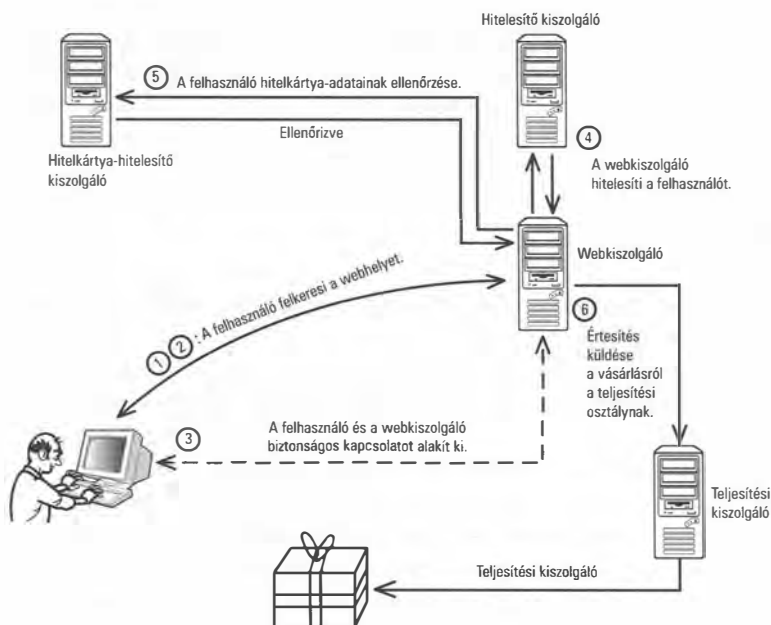 Hitelesítő kiszolgáló
5 A felhasználó hitelkártya-adatainak ellenőrzése.
Ellenőrizve
Hitelkártya-hitelesítő
kiszolgáló
4
A webkiszolgáló
hitelesíti a felhasználót.
Webkiszolgáló
1 2 : A felhasználó felkeresi a webhelyet.
6
Értesítés
küldése
a vásárlásról
a teljesítési
osztálynak.
3
A felhasználó és a webkiszolgáló
biztonságos kapcsolatot alakít ki.
Teljesítési
kiszolgáló
Teljesítési kiszolgáló